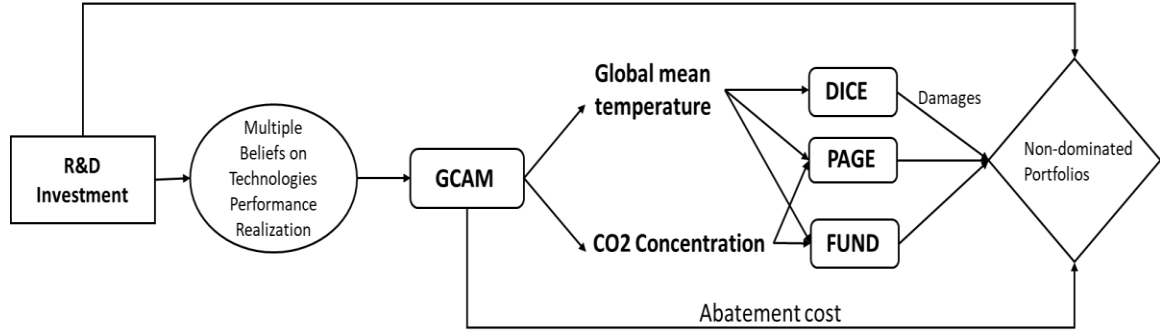 R&D
Investment
Multiple
Beliefs on
Technologies
Performance
Realization
GCAM
Global mean
temperature
CO2 Concentration
DICE
PAGE
FUND
Damages
Non-dominated
Portfolios
Abatement cost